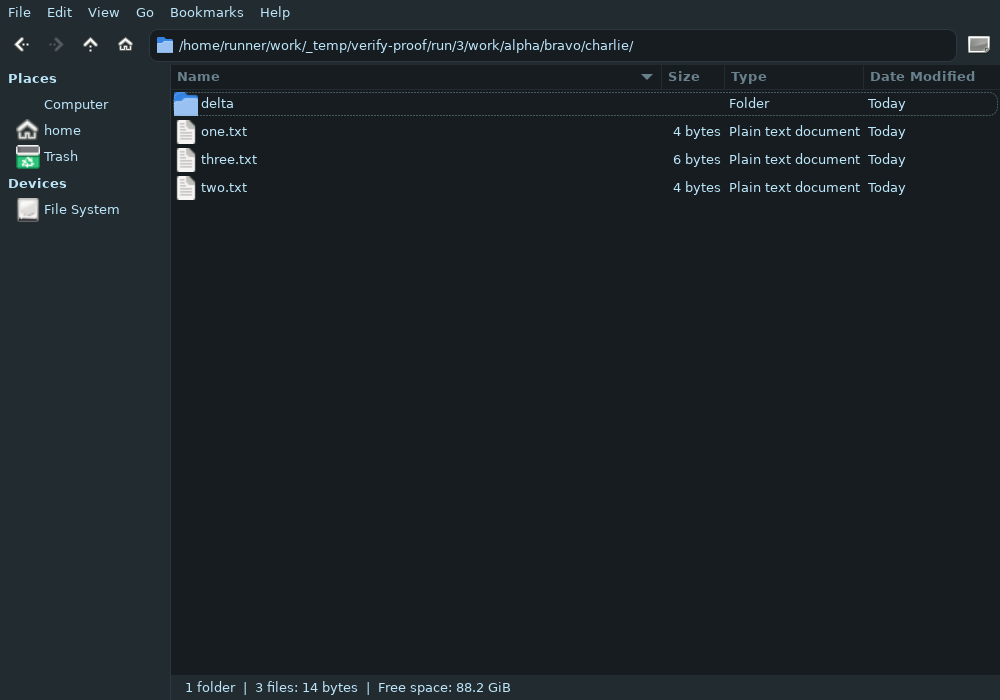 File Edit View Go Bookmarks Help
/home/runner/work/_temp/verify-proof/run/3/work/alpha/bravo/charlie/
Places
Computer
home
Trash
Devices
File System
Name Size Type Date Modified
delta Folder Today
one.txt 4 bytes Plain text document Today
three.txt 6 bytes Plain text document Today
two.txt 4 bytes Plain text document Today
1 folder | 3 files: 14 bytes | Free space: 88.2 GiB